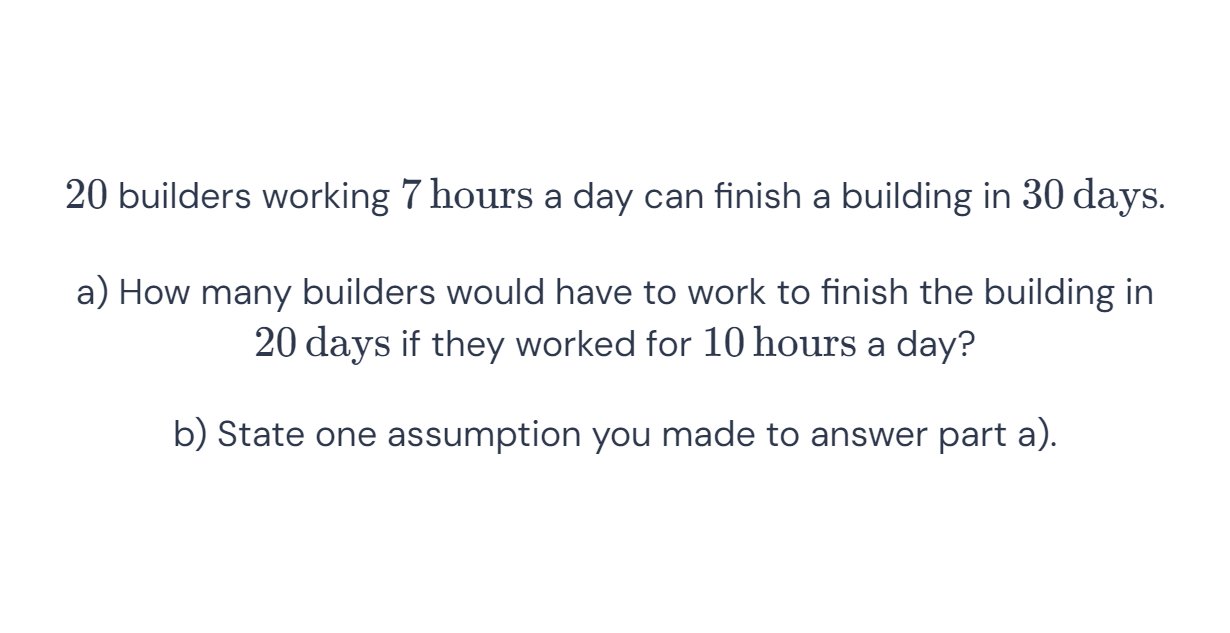 20 builders working 7 hours a day can finish a building in 30 days.
a) How many builders would have to work to finish the building in
20 days if they worked for 10 hours a day?
b) State one assumption you made to answer part a).